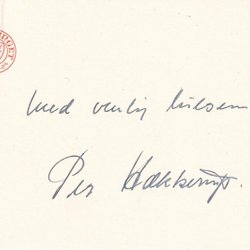 Med venlig hilsen
Per Hækkerup.